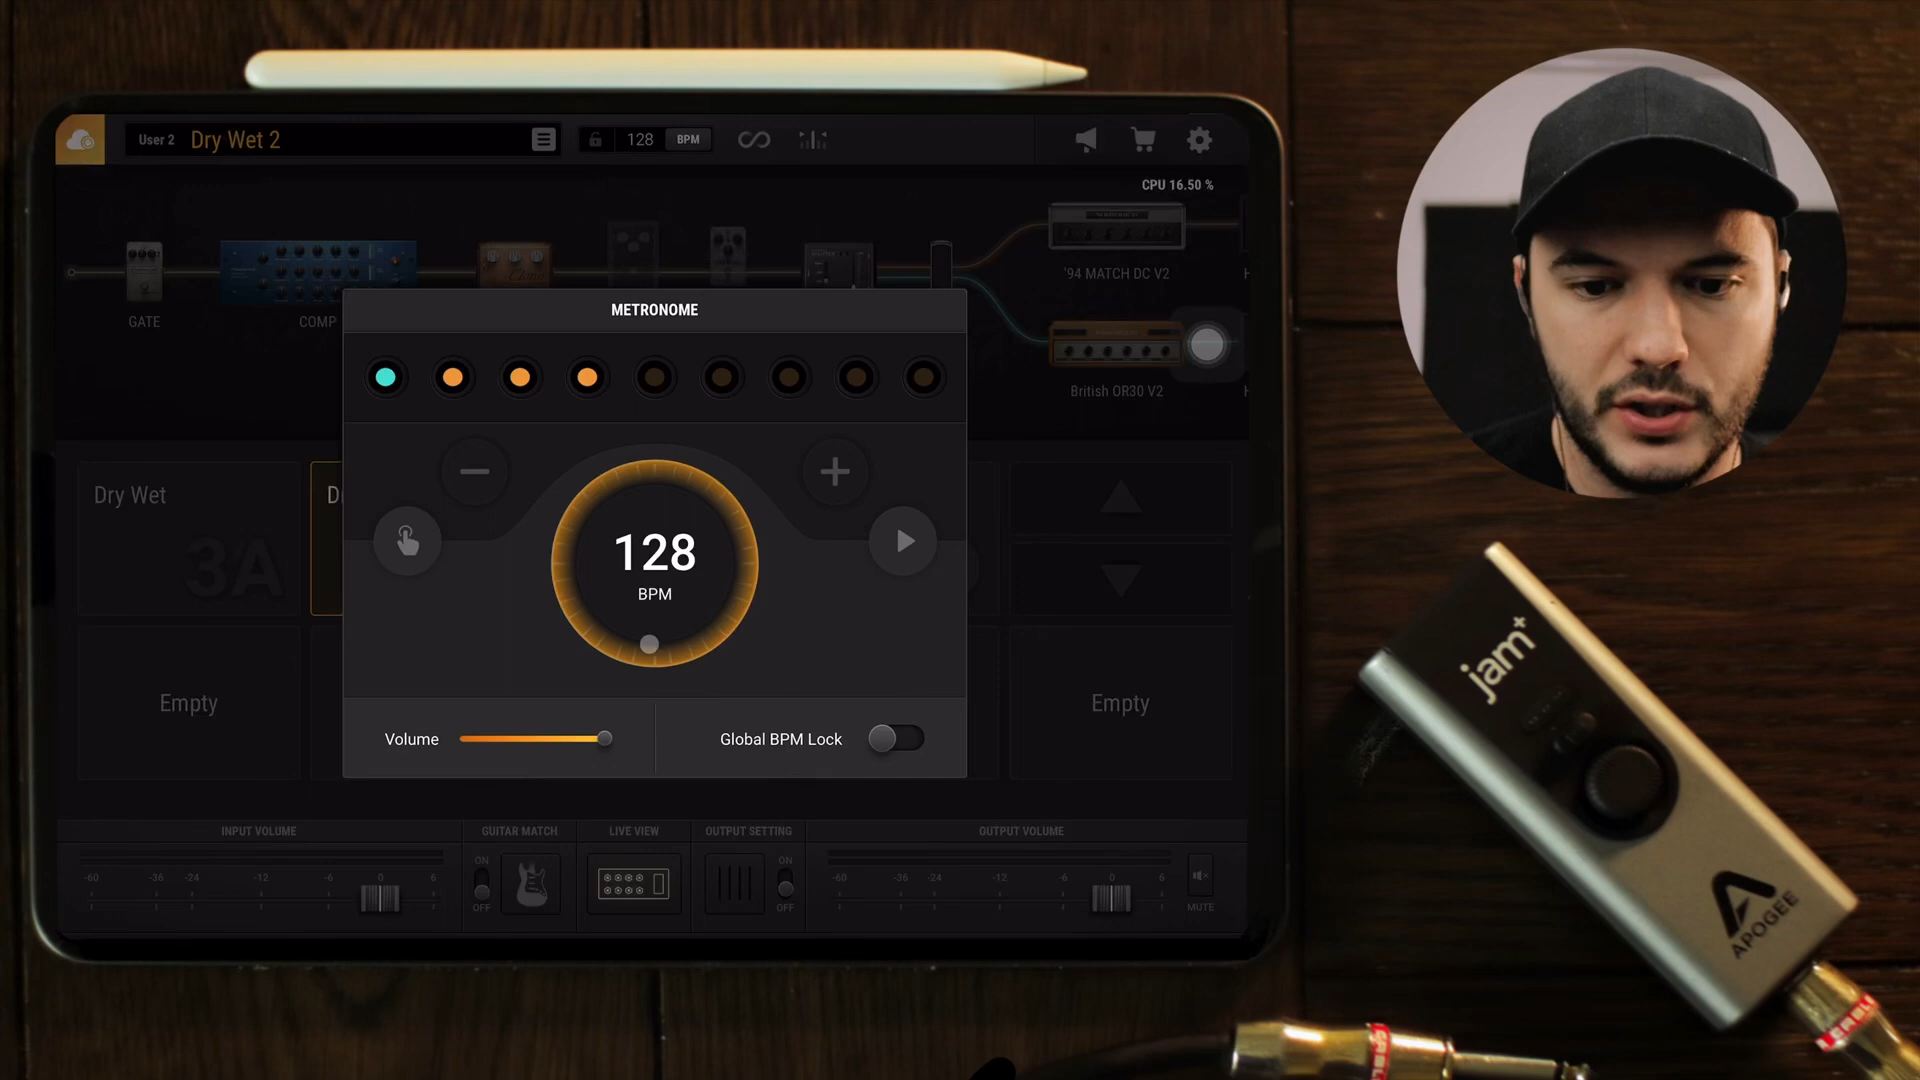 User 2 Dry Wet 2 128 BPM
CPU 16.50 %
'94 MATCH DC V2
GATE
COMP
METRONOME
British OR30 V2
Dry Wet
3A
128
BPM
Empty
Empty
Volume
Global BPM Lock
INPUT VOLUME
GUITAR MATCH
LIVE VIEW
OUTPUT SETTING
OUTPUT VOLUME
-60 -36 -24 -12 -6 0 6
ON
OFF
ON
OFF
-60 -36 -24 -12 -6 0 6
MUTE
jam+
APOGEE